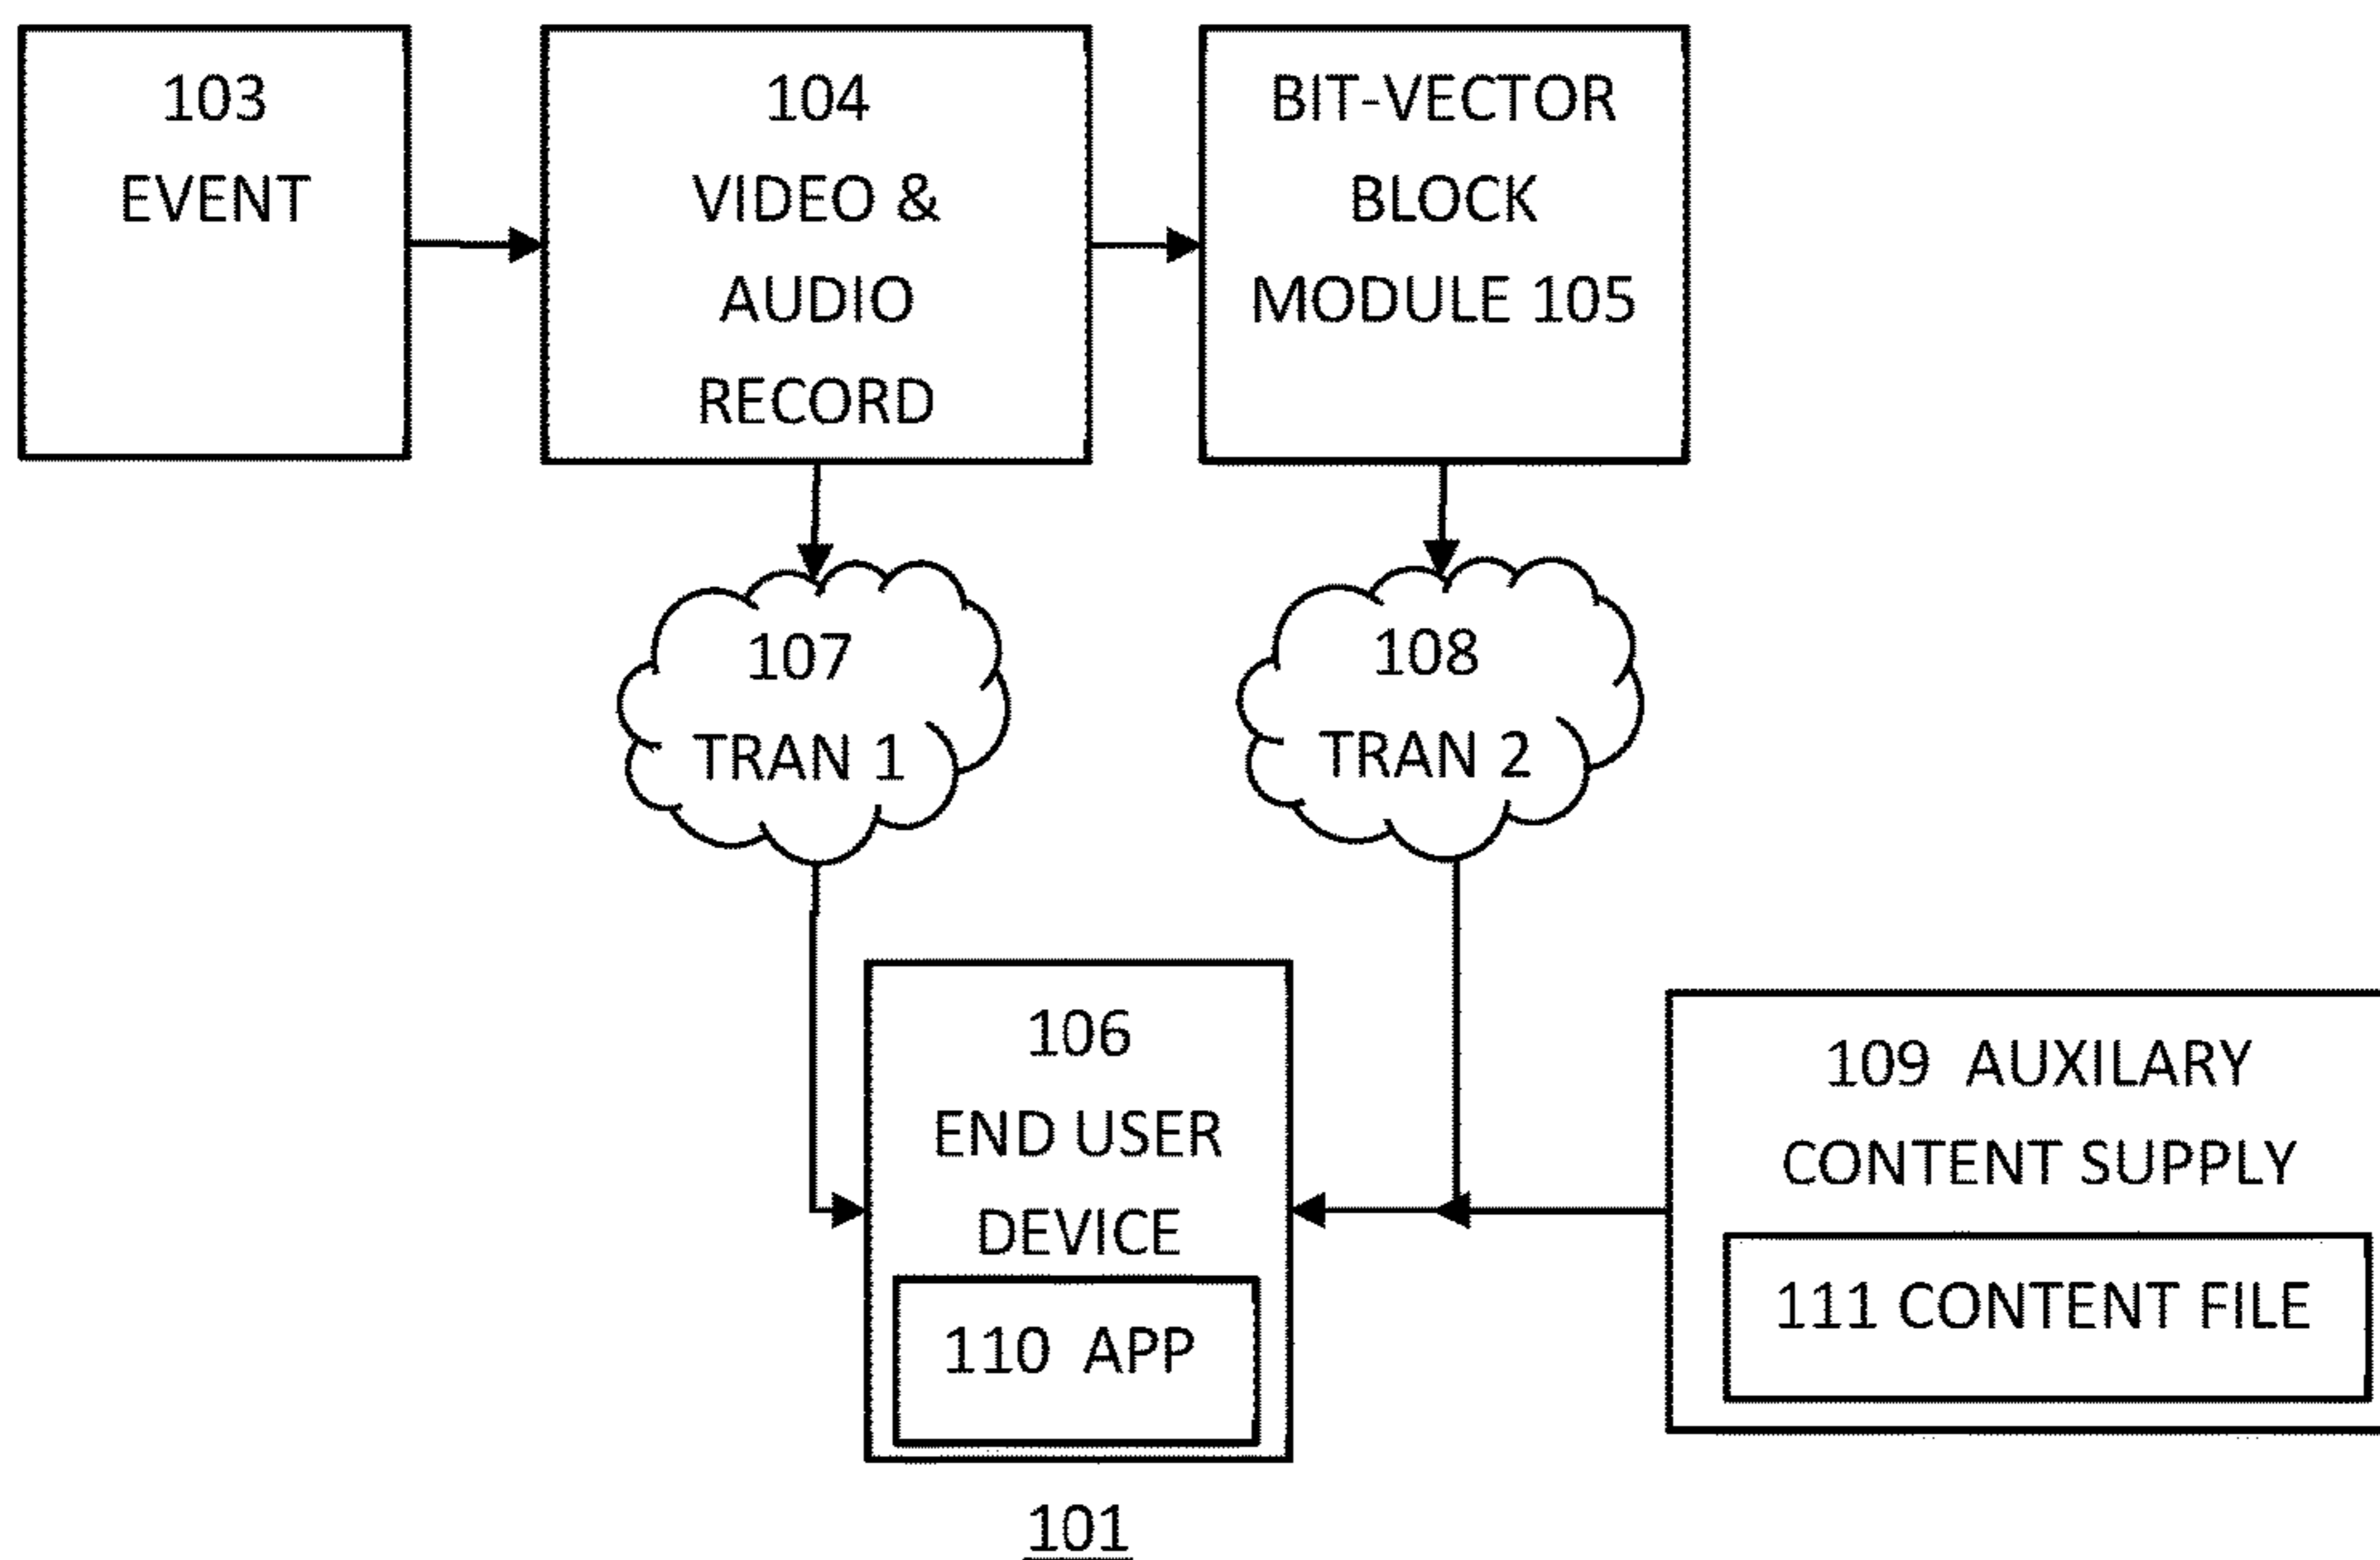 103
EVENT
104
VIDEO &
AUDIO
RECORD
BIT-VECTOR
BLOCK
MODULE 105
107
TRAN 1
108
TRAN 2
106
END USER
DEVICE
110 APP
109 AUXILARY
CONTENT SUPPLY
111 CONTENT FILE
101